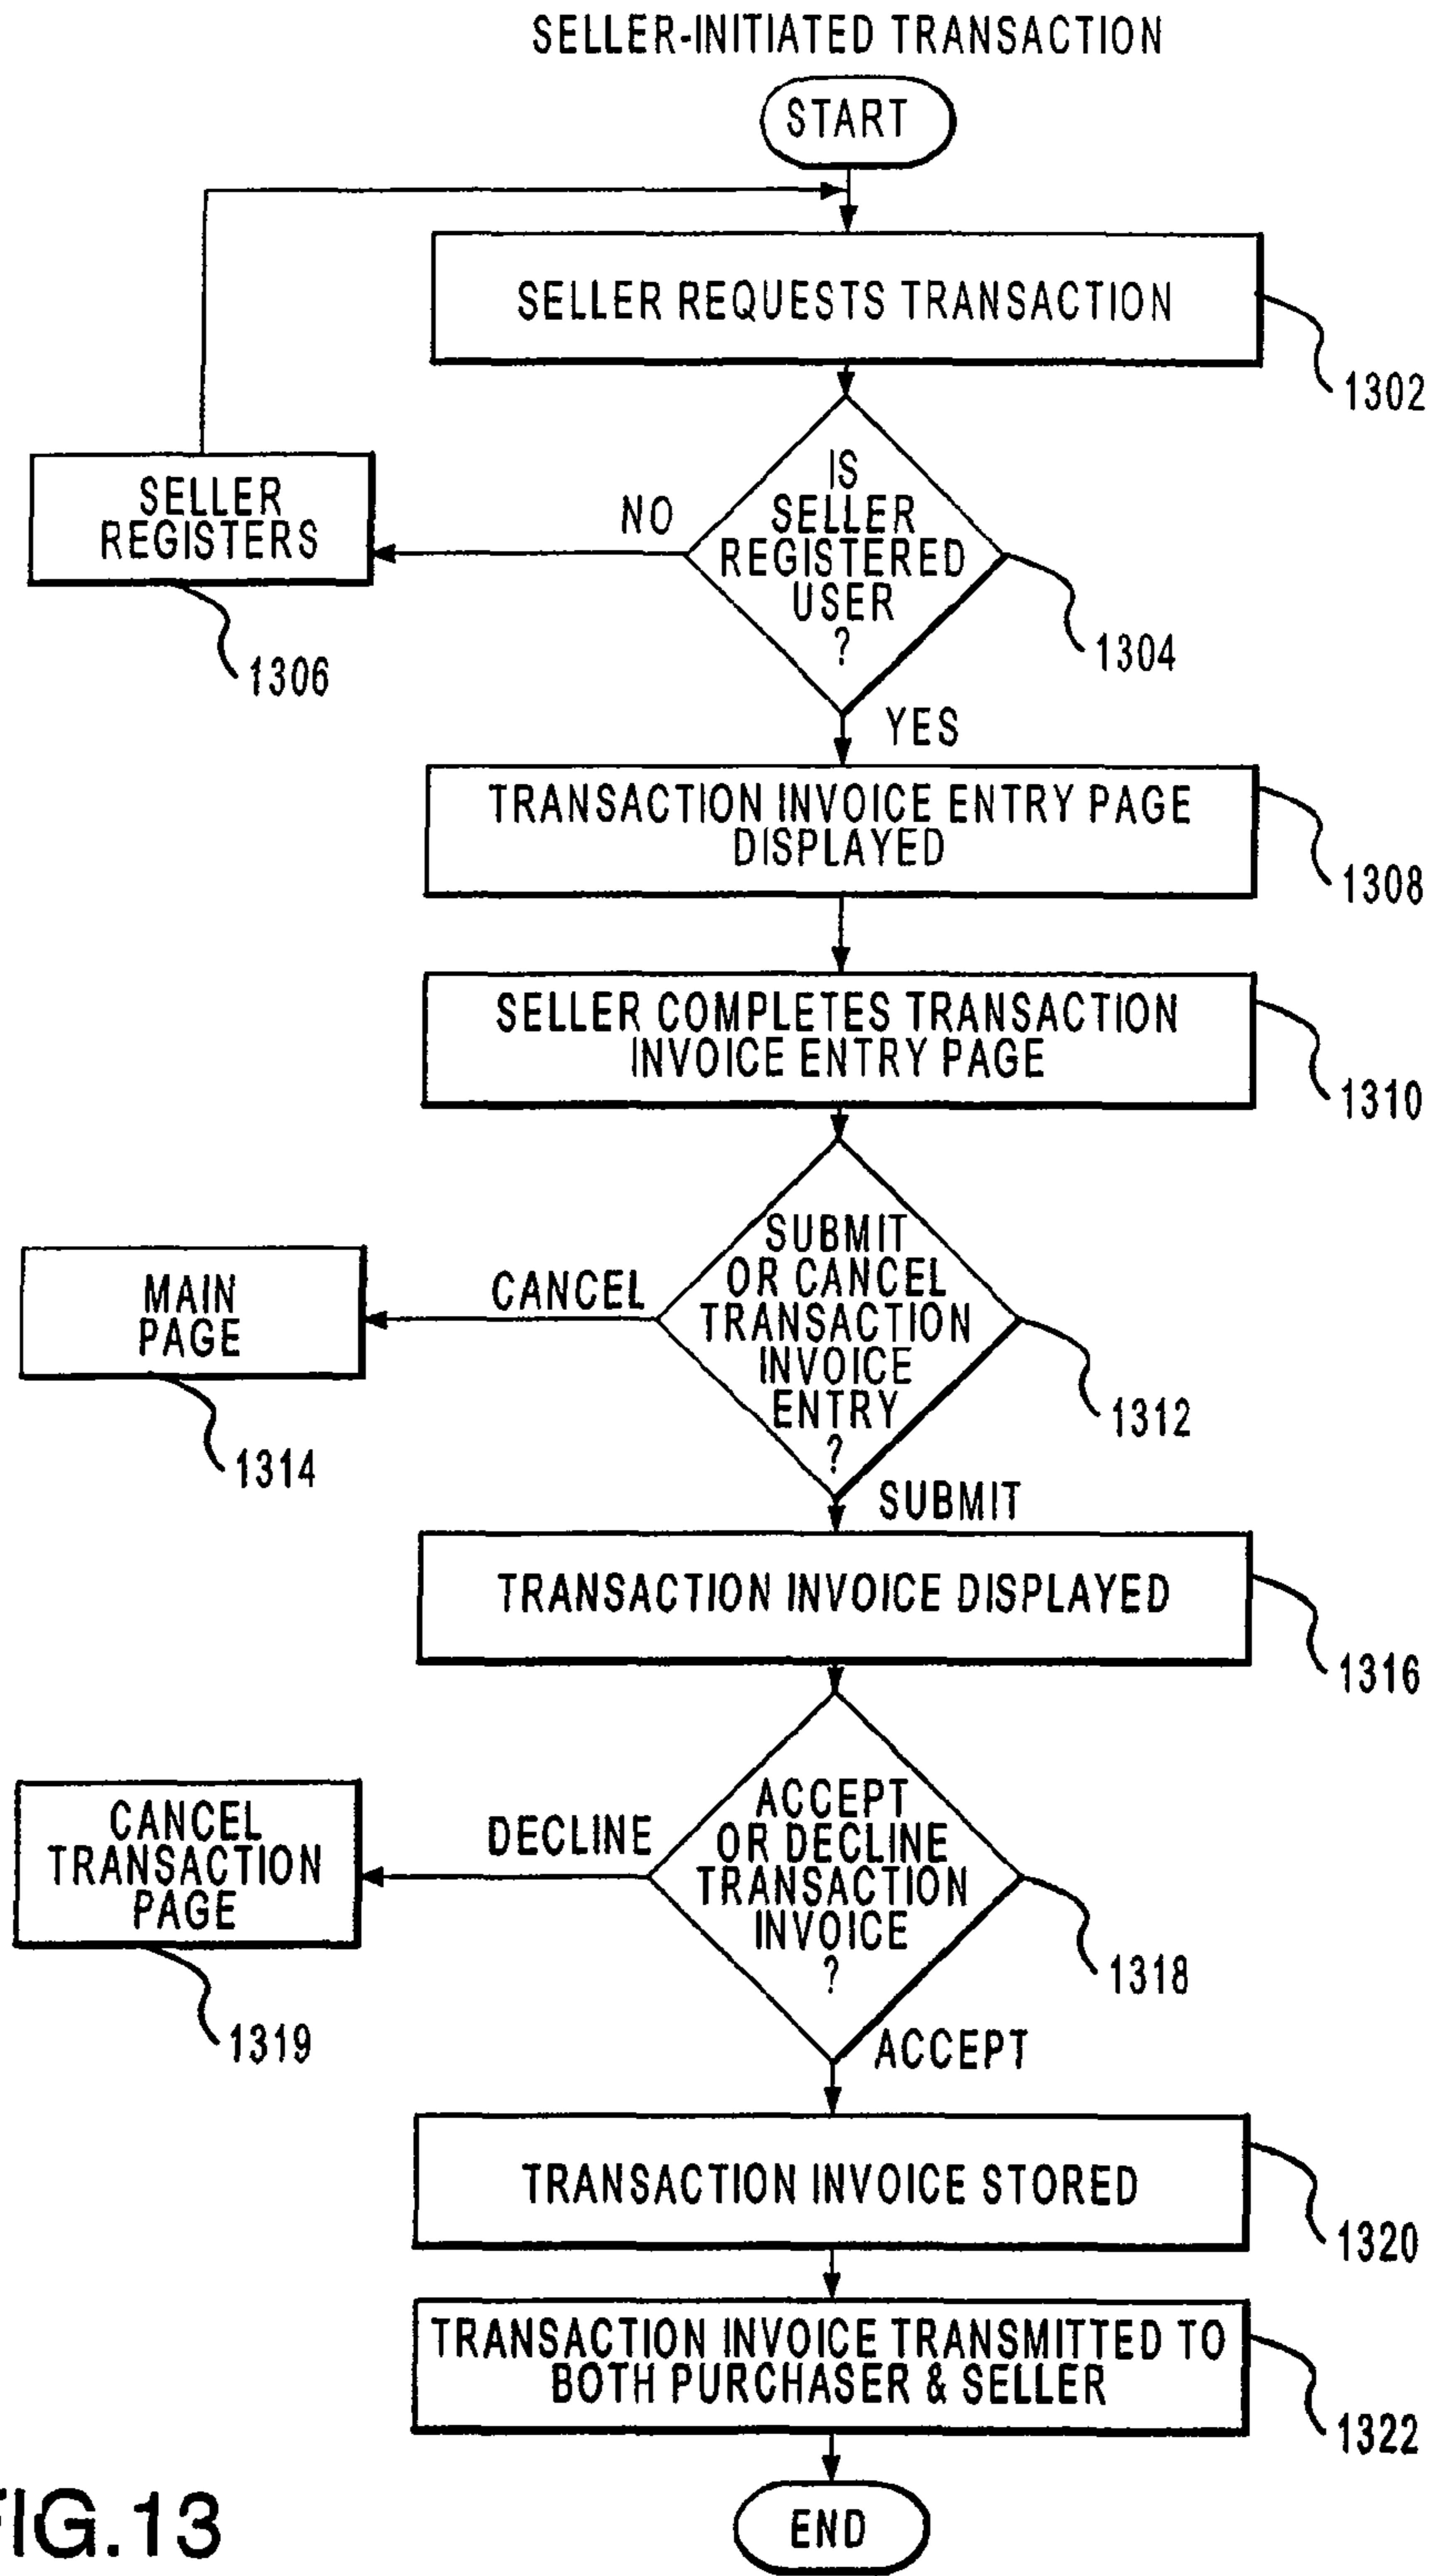 SELLER-INITIATED TRANSACTION
START
SELLER REQUESTS TRANSACTION
1302
IS
SELLER
REGISTERED
USER
?
NO
SELLER
REGISTERS
1306
1304
YES
TRANSACTION INVOICE ENTRY PAGE
DISPLAYED
1308
SELLER COMPLETES TRANSACTION
INVOICE ENTRY PAGE
1310
SUBMIT
OR CANCEL
TRANSACTION
INVOICE
ENTRY
?
CANCEL
MAIN
PAGE
1314
1312
SUBMIT
TRANSACTION INVOICE DISPLAYED
1316
ACCEPT
OR DECLINE
TRANSACTION
INVOICE
?
DECLINE
CANCEL
TRANSACTION
PAGE
1319
1318
ACCEPT
TRANSACTION INVOICE STORED
1320
TRANSACTION INVOICE TRANSMITTED TO
BOTH PURCHASER & SELLER
1322
END
FIG.13